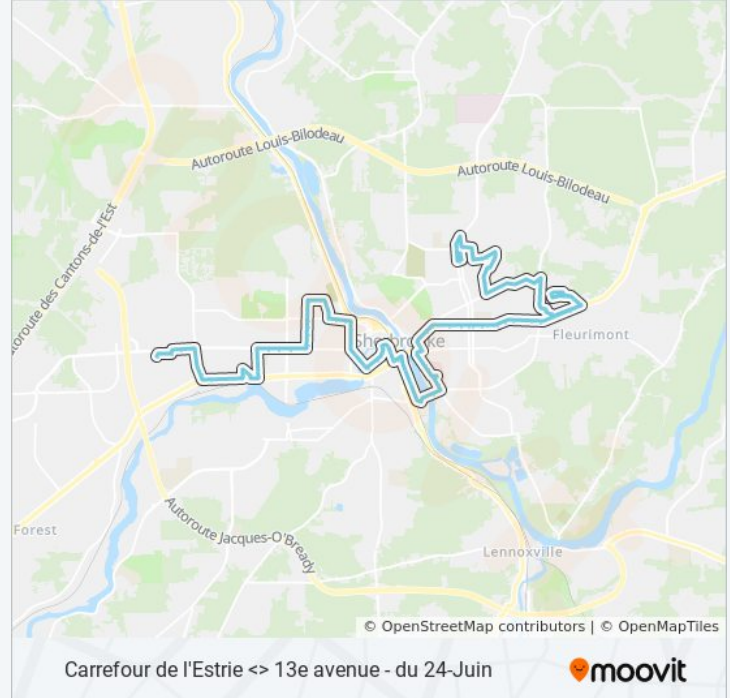 Autoroute Louis-Bilodeau
Autoroute Louis-Bilodeau
oroute des Cantons-de-l'Est
Sherbrooke
Fleurimont
Forest
Autoroute Jacques-O'Bready
Lennoxville
© OpenStreetMap contributors | © OpenMapTiles
Carrefour de l'Estrie <> 13e avenue - du 24-Juin
moovit